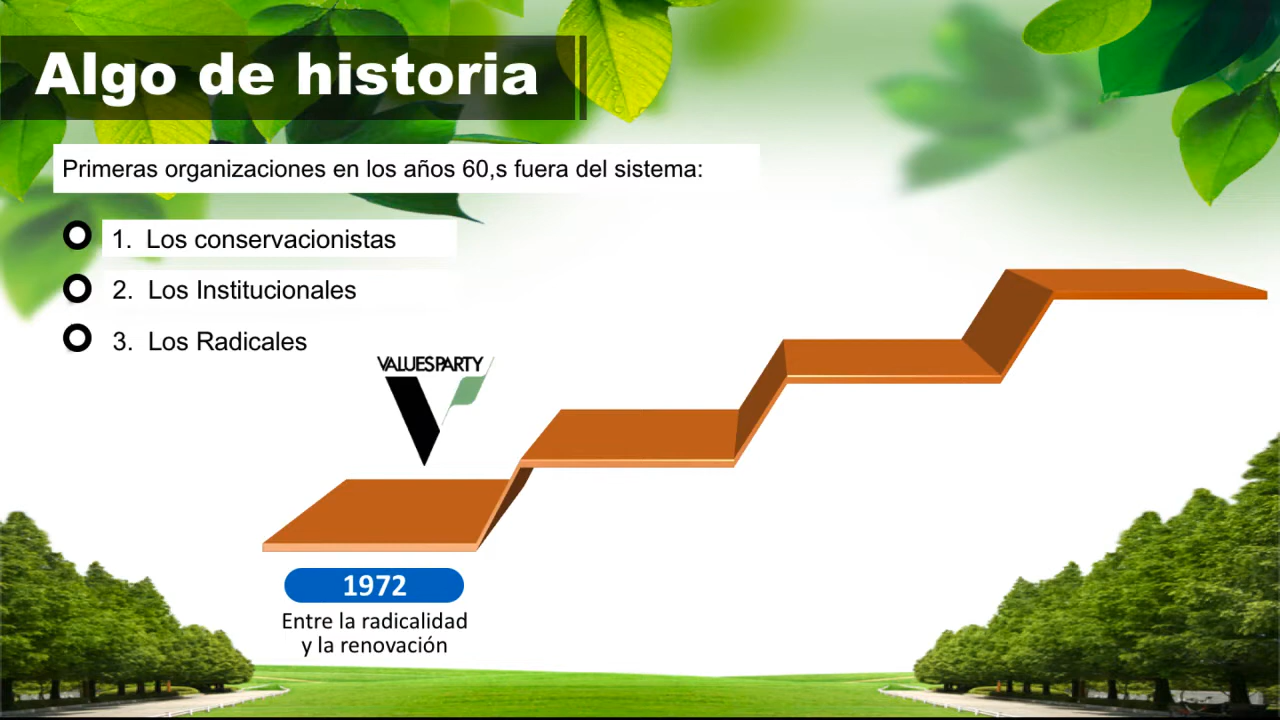 Algo de historia
Primeras organizaciones en los años 60,s fuera del sistema:
1. Los conservacionistas
2. Los Institucionales
3. Los Radicales
VALUESPARTY
1972
Entre la radicalidad
y la renovación